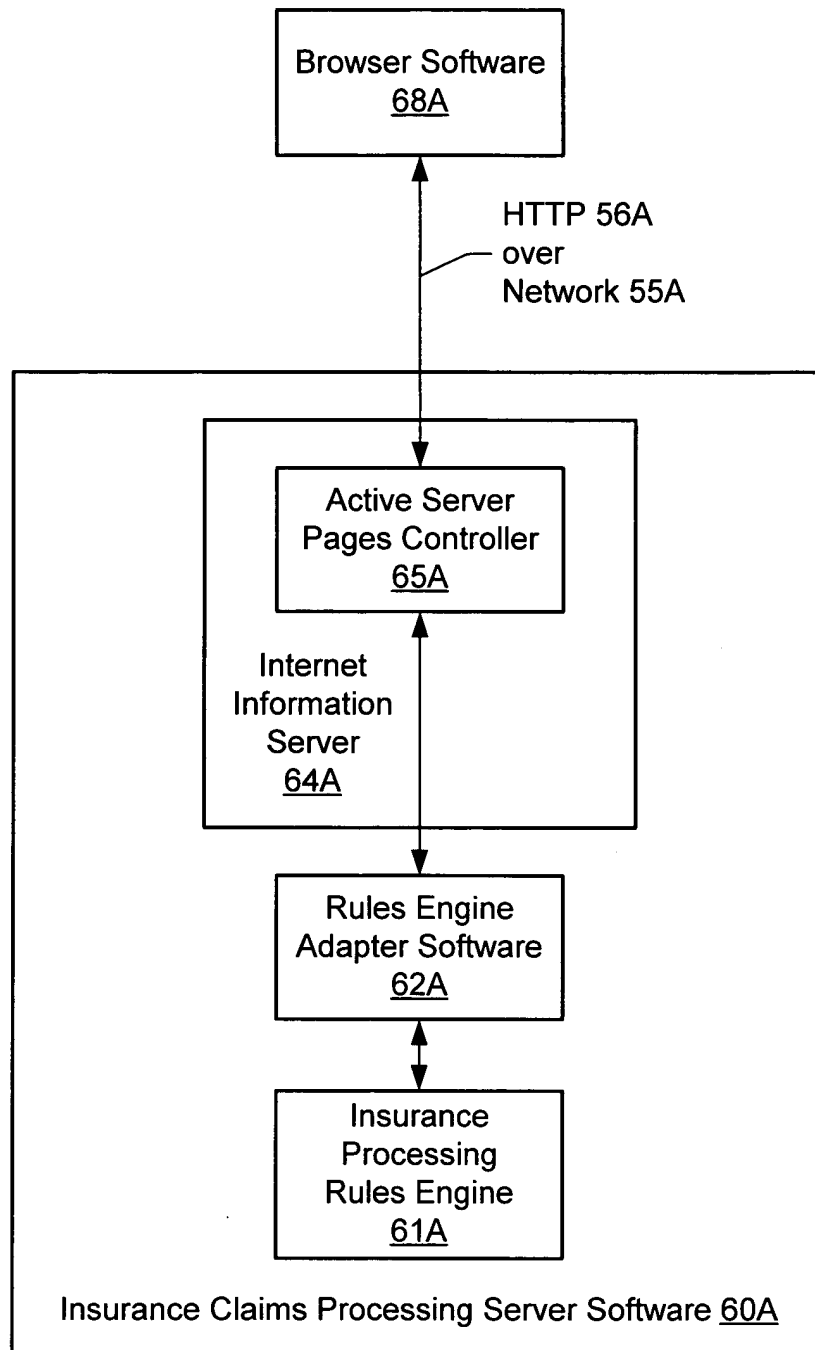 Browser Software
68A
HTTP 56A
over
Network 55A
Active Server
Pages Controller
65A
Internet
Information
Server
64A
Rules Engine
Adapter Software
62A
Insurance
Processing
Rules Engine
61A
Insurance Claims Processing Server Software 60A